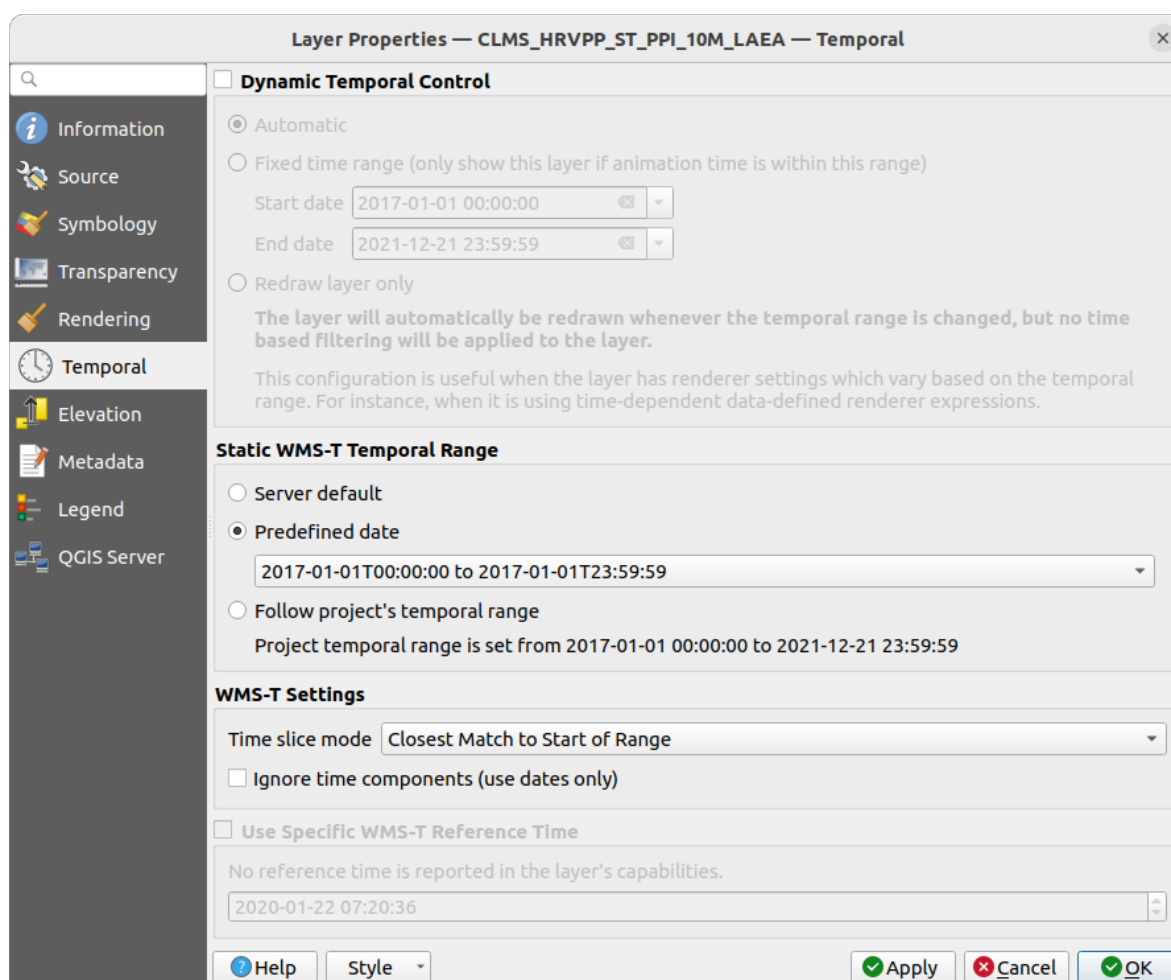 Layer Properties — CLMS_HRVPP_ST_PPI_10M_LAEA — Temporal
Information
Source
Symbology
Transparency
Rendering
Temporal
Elevation
Metadata
Legend
QGIS Server
Dynamic Temporal Control
Automatic
Fixed time range (only show this layer if animation time is within this range)
Start date 2017-01-01 00:00:00
End date 2021-12-21 23:59:59
Redraw layer only
The layer will automatically be redrawn whenever the temporal range is changed, but no time
based filtering will be applied to the layer.
This configuration is useful when the layer has renderer settings which vary based on the temporal
range. For instance, when it is using time-dependent data-defined renderer expressions.
Static WMS-T Temporal Range
Server default
Predefined date
2017-01-01T00:00:00 to 2017-01-01T23:59:59
Follow project's temporal range
Project temporal range is set from 2017-01-01 00:00:00 to 2021-12-21 23:59:59
WMS-T Settings
Time slice mode Closest Match to Start of Range
Ignore time components (use dates only)
Use Specific WMS-T Reference Time
No reference time is reported in the layer's capabilities.
2020-01-22 07:20:36
Help Style Apply Cancel OK